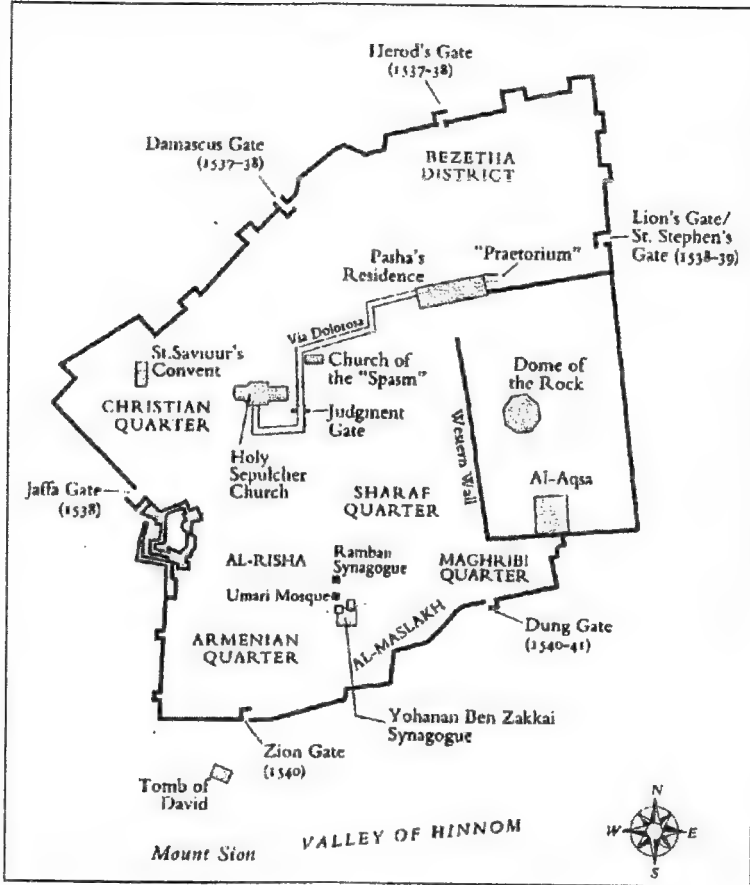 Herod's Gate
(1537-38)
Damascus Gate
(1537-38)
BEZETHA
DISTRICT
Lion's Gate/
St. Stephen's
Gate (1538-39)
Pasha's
Residence
"Praetorium"
Via Dolorosa
St.Saviour's
Convent
Church of
the "Spasm"
Dome of
the Rock
CHRISTIAN
QUARTER
Judgment
Gate
Western Wall
Holy
Sepulcher
Church
Al-Aqsa
Jaffa Gate
(1538)
SHARAF
QUARTER
AL-RISHA
Ramban
Synagogue
MAGHRIBI
QUARTER
Umari Mosque
AL-MASLAKH
Dung Gate
(1540-41)
ARMENIAN
QUARTER
Yohanan Ben Zakkai
Synagogue
Zion Gate
(1540)
Tomb of
David
N
W E
S
VALLEY OF HINNOM
Mount Sion